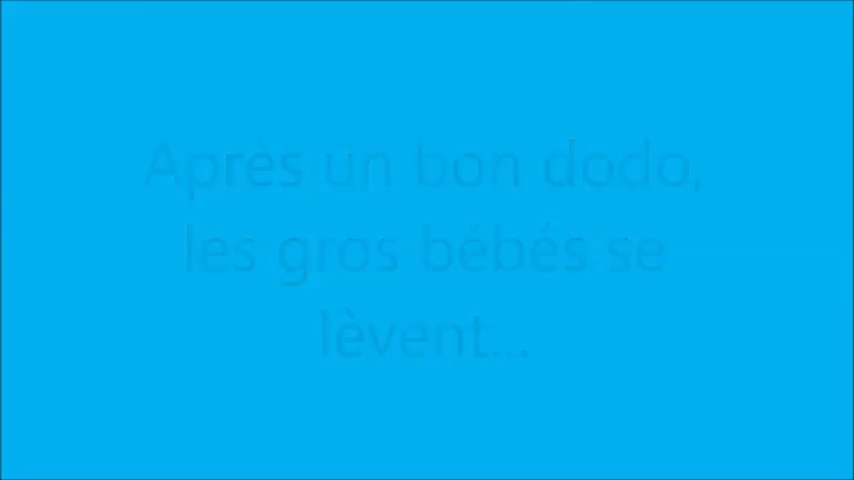 Après un bon dodo,
les gros bébés se
lèvent...